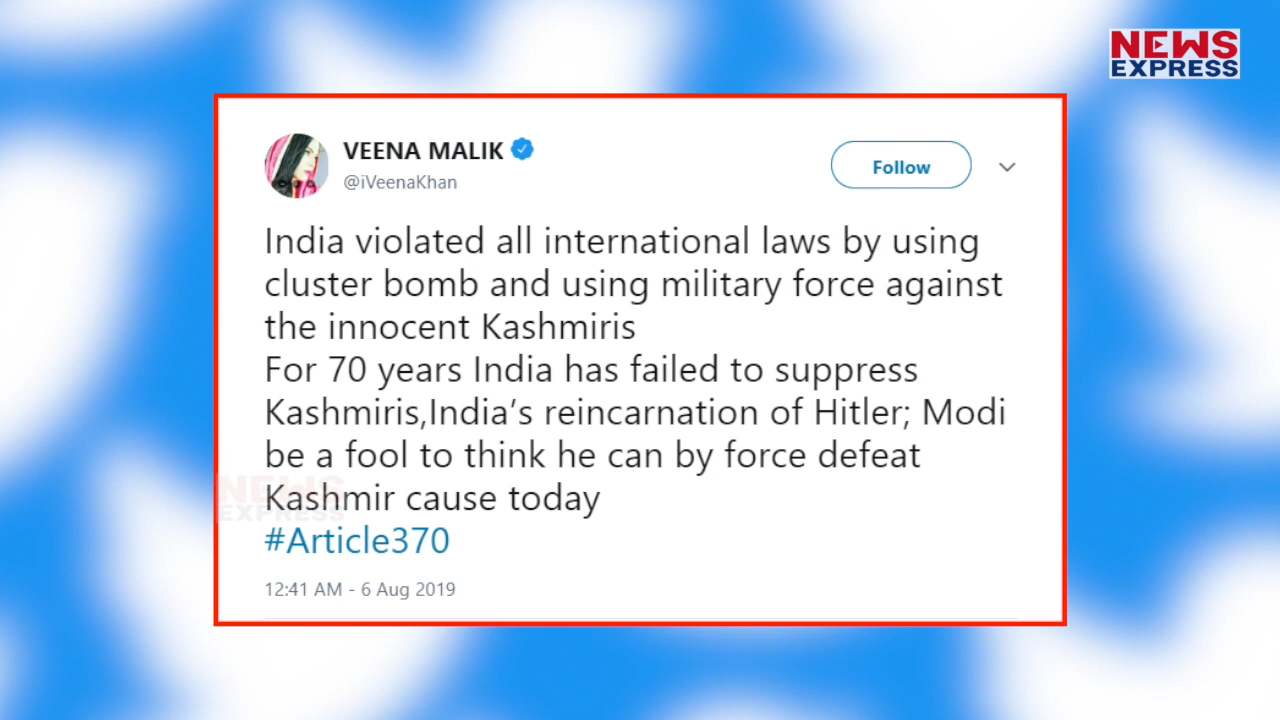 NEWS
EXPRESS
VEENA MALIK
@iVeenaKhan
Follow
India violated all international laws by using
cluster bomb and using military force against
the innocent Kashmiris
For 70 years India has failed to suppress
Kashmiris,India’s reincarnation of Hitler; Modi
be a fool to think he can by force defeat
Kashmir cause today
NEWS
EXPRESS
#Article370
12:41 AM - 6 Aug 2019